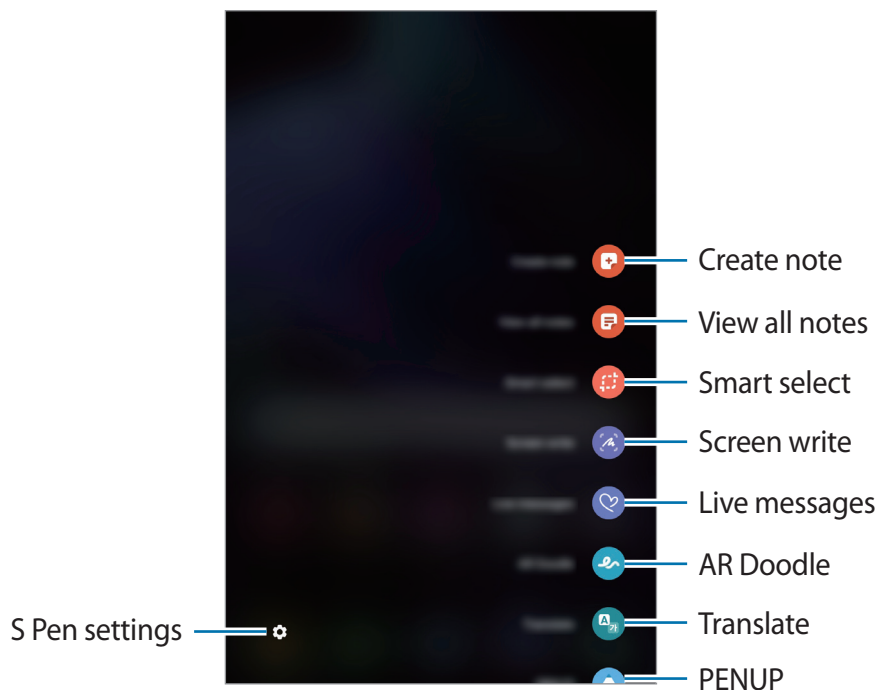 Create note
View all notes
Smart select
Screen write
Live messages
AR Doodle
S Pen settings
Translate
PENUP